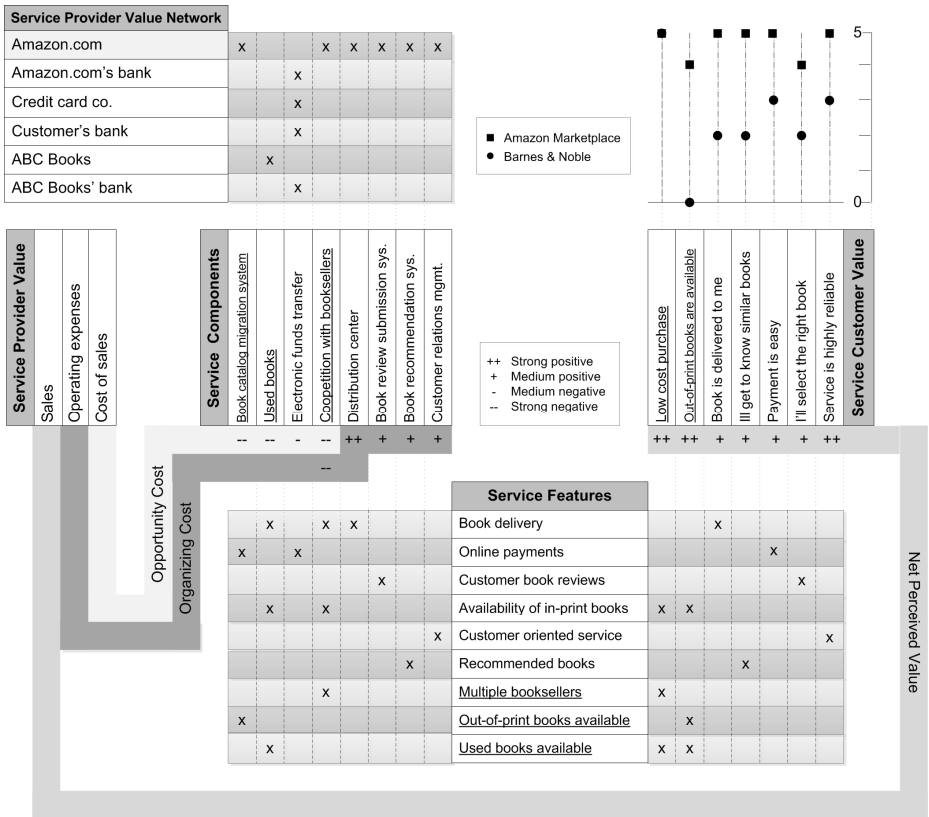 Service Provider Value Network
Amazon.com x x x x x x
Amazon.com's bank x
Credit card co. x
Customer's bank x
ABC Books x
ABC Books' bank x
Amazon Marketplace
Barnes & Noble
5
0
Service Provider Value
Sales
Operating expenses
Cost of sales
Service Components
Book catalog migration system
Used books
Electronic funds transfer
Coopetition with booksellers
Distribution center
Book review submission sys.
Book recommendation sys.
Customer relations mgmt.
++ Strong positive
+ Medium positive
- Medium negative
-- Strong negative
Low cost purchase
Out-of-print books are available
Book is delivered to me
Ill get to know similar books
Payment is easy
I'll select the right book
Service is highly reliable
Service Customer Value
-- -- - -- ++ + + +
++ ++ + + + + ++
--
Opportunity Cost
Organizing Cost
Service Features
x x x Book delivery x
x x Online payments x
x Customer book reviews x
x x Availability of in-print books x x
x Customer oriented service x
x Recommended books x
x Multiple booksellers x
x Out-of-print books available x
x Used books available x x
Net Perceived Value